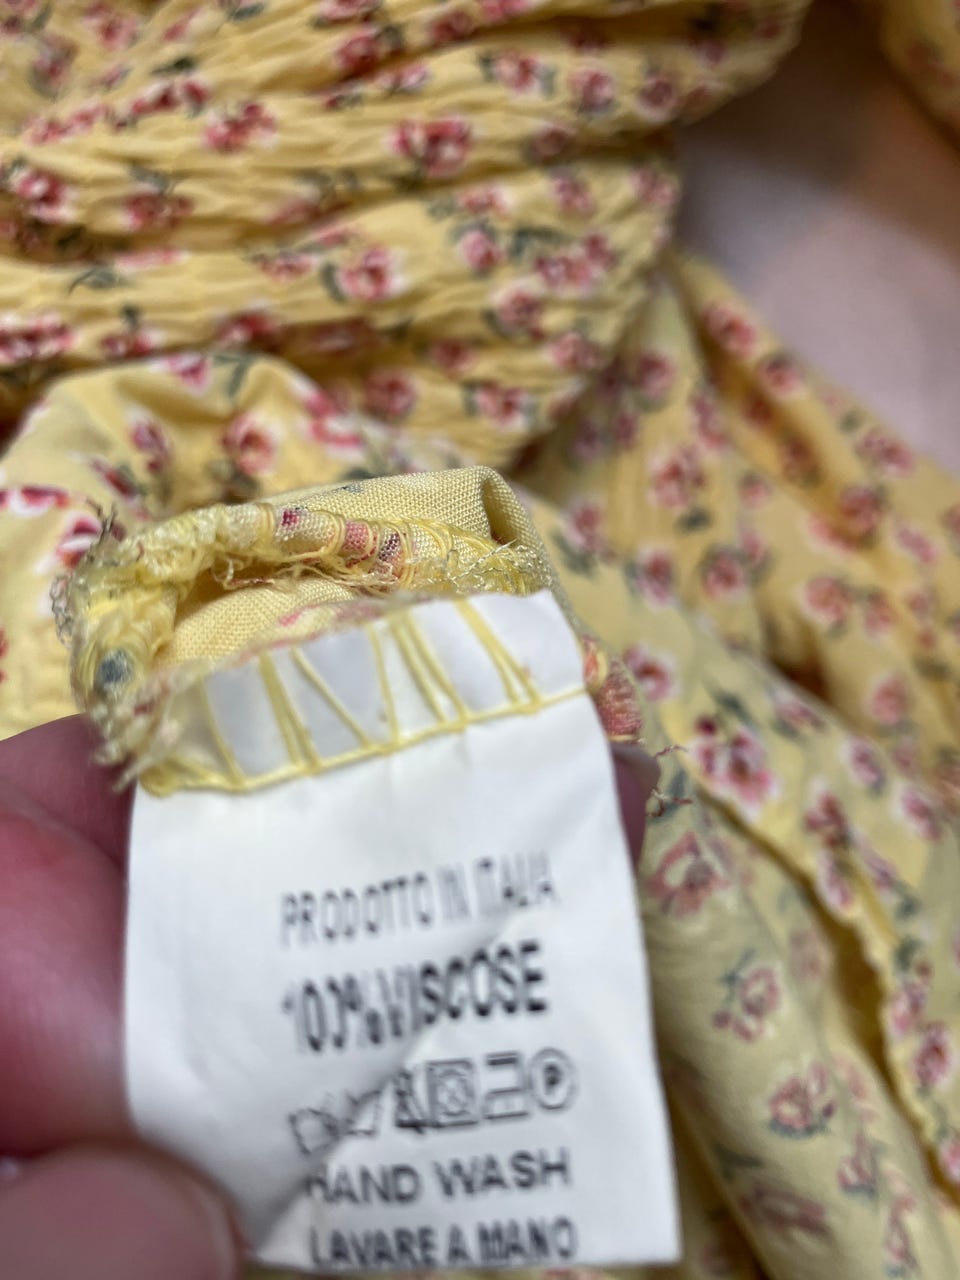 PRODOTTO IN ITALIA
100% VISCOSE
P
HAND WASH
LAVARE A MANO